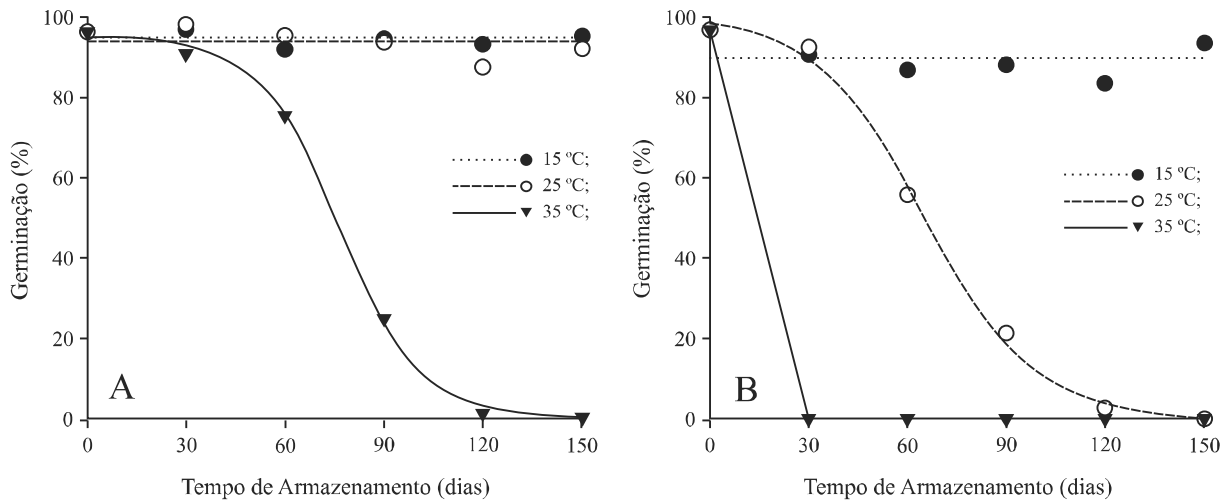 100
80
60
40
20
0
Germinação (%)
15 ºC;
25 ºC;
35 ºC;
A
0 30 60 90 120 150
Tempo de Armazenamento (dias)
100
80
60
40
20
0
Germinação (%)
15 ºC;
25 ºC;
35 ºC;
B
0 30 60 90 120 150
Tempo de Armazenamento (dias)